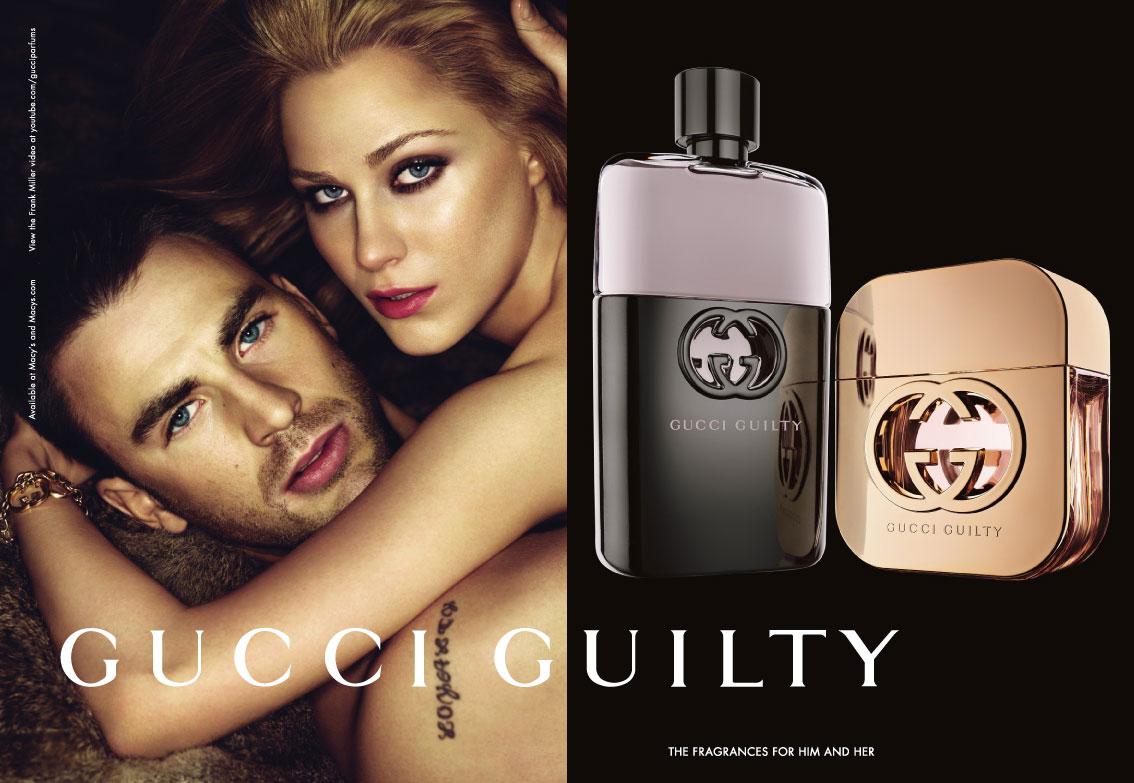 View the Frank Miller video at youtube.com/gucciparfums
Available at Macy's and Macys.com
GUCCI GUILTY
GUCCI GUILTY
GUCCI GUILTY
THE FRAGRANCES FOR HIM AND HER